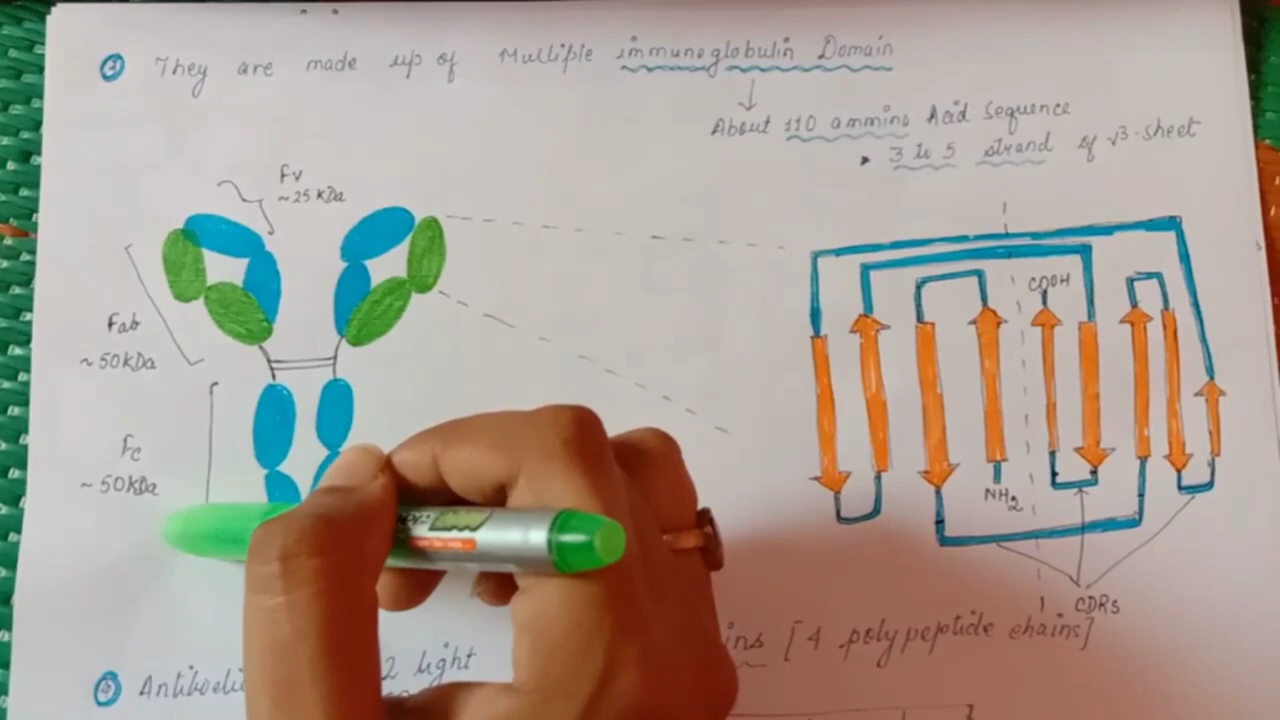 3 They are made up of Multiple immunoglobulin Domain
About 110 ammino Acid Sequence
3 to 5 strand of β-sheet
Fv
~25 KDa
Fab
~50KDa
Fc
~50KDa
COOH
NH2
CDRs
4 2 light ins [4 polypeptide chains]